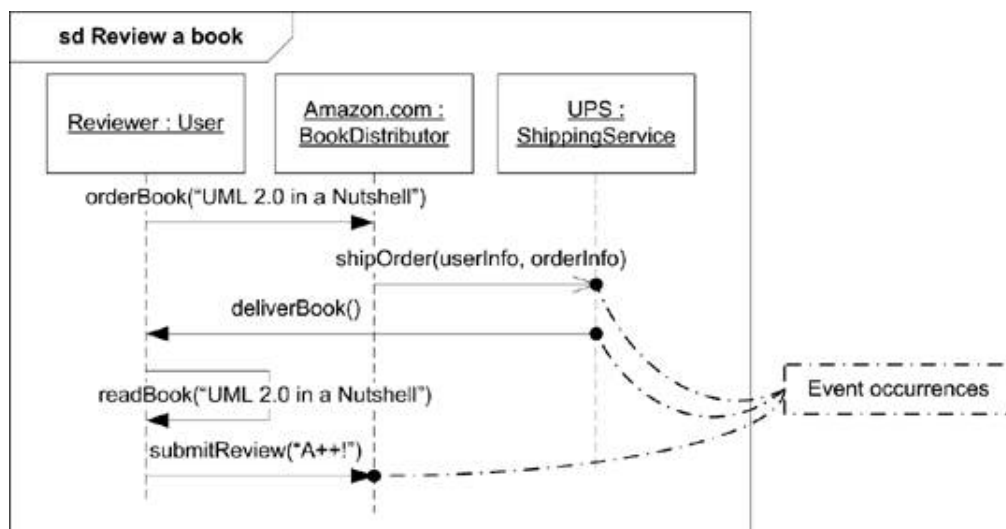 sd Review a book
Reviewer : User
Amazon.com :
BookDistributor
UPS :
ShippingService
orderBook(“UML 2.0 in a Nutshell”)
shipOrder(userInfo, orderInfo)
deliverBook()
readBook(“UML 2.0 in a Nutshell”)
Event occurrences
submitReview(“A++!”)